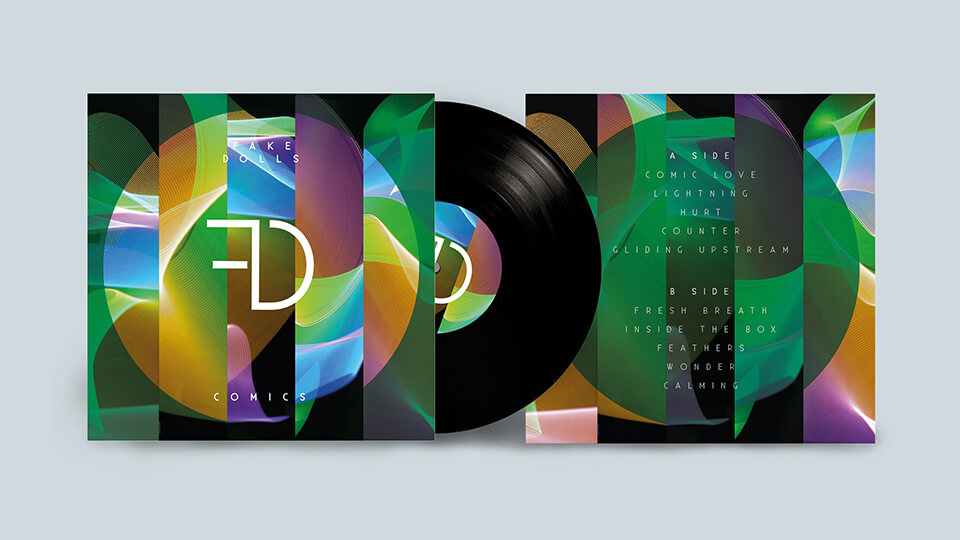 FAKE
DOLLS
FD
COMICS
A SIDE
COMIC LOVE
LIGHTNING
HURT
COUNTER
GLIDING UPSTREAM
B SIDE
FRESH BREATH
INSIDE THE BOX
FEATHERS
WONDER
CALMING